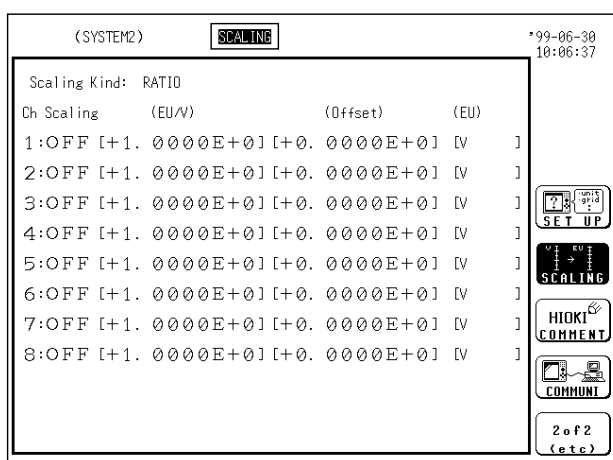 (SYSTEM2) SCALING '99-06-30
10:06:37
Scaling Kind: RATIO
Ch Scaling (EU/V) (Offset) (EU)
1:OFF [+1. 0000E+0] [+0. 0000E+0] [V ]
2:OFF [+1. 0000E+0] [+0. 0000E+0] [V ]
3:OFF [+1. 0000E+0] [+0. 0000E+0] [V ]
4:OFF [+1. 0000E+0] [+0. 0000E+0] [V ]
5:OFF [+1. 0000E+0] [+0. 0000E+0] [V ]
6:OFF [+1. 0000E+0] [+0. 0000E+0] [V ]
7:OFF [+1. 0000E+0] [+0. 0000E+0] [V ]
8:OFF [+1. 0000E+0] [+0. 0000E+0] [V ]
? ·unit
·grid
:
SET UP
V EU
→
SCALING
HIOKI
COMMENT
COMMUNI
2of2
(etc)